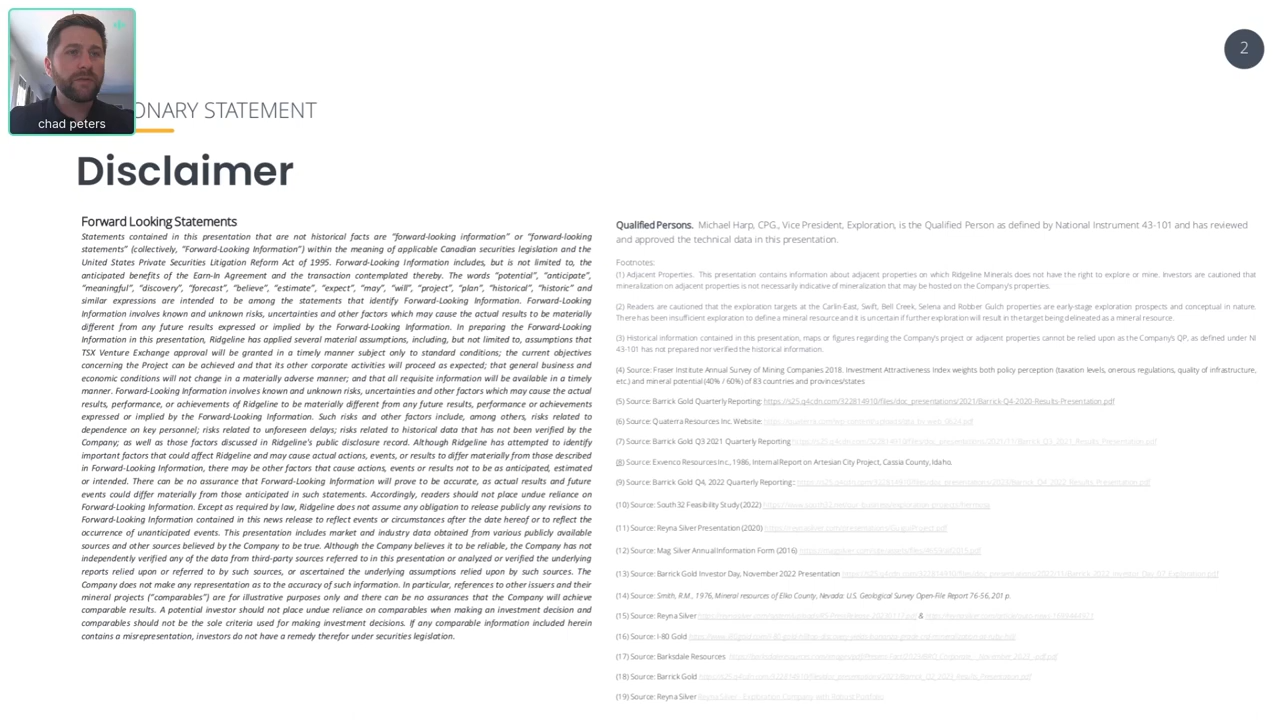 chad peters
2
ONARY STATEMENT
Disclaimer
Forward Looking Statements
Statements contained in this presentation that are not historical facts are “forward-looking information” or “forward-looking
statements” (collectively, “Forward-Looking Information”) within the meaning of applicable Canadian securities legislation and the
United States Private Securities Litigation Reform Act of 1995. Forward-Looking Information includes, but is not limited to, the
anticipated benefits of the Earn-In Agreement and the transaction contemplated thereby. The words “potential”, “anticipate”,
“meaningful”, “discovery”, “forecast”, “believe”, “estimate”, “expect”, “may”, “will”, “project”, “plan”, “historical”, “historic” and
similar expressions are intended to be among the statements that identify Forward-Looking Information. Forward-Looking
Information involves known and unknown risks, uncertainties and other factors which may cause the actual results to be materially
different from any future results expressed or implied by the Forward-Looking Information. In preparing the Forward-Looking
Information in this presentation, Ridgeline has applied several material assumptions, including, but not limited to, assumptions that
TSX Venture Exchange approval will be granted in a timely manner subject only to standard conditions; the current objectives
concerning the Project can be achieved and that its other corporate activities will proceed as expected; that general business and
economic conditions will not change in a materially adverse manner; and that all requisite information will be available in a timely
manner. Forward-Looking Information involves known and unknown risks, uncertainties and other factors which may cause the actual
results, performance, or achievements of Ridgeline to be materially different from any future results, performance or achievements
expressed or implied by the Forward-Looking Information. Such risks and other factors include, among others, risks related to
dependence on key personnel; risks related to unforeseen delays; risks related to historical data that has not been verified by the
Company; as well as those factors discussed in Ridgeline's public disclosure record. Although Ridgeline has attempted to identify
important factors that could affect Ridgeline and may cause actual actions, events, or results to differ materially from those described
in Forward-Looking Information, there may be other factors that cause actions, events or results not to be as anticipated, estimated
or intended. There can be no assurance that Forward-Looking Information will prove to be accurate, as actual results and future
events could differ materially from those anticipated in such statements. Accordingly, readers should not place undue reliance on
Forward-Looking Information. Except as required by law, Ridgeline does not assume any obligation to release publicly any revisions to
Forward-Looking Information contained in this news release to reflect events or circumstances after the date hereof or to reflect the
occurrence of unanticipated events. This presentation includes market and industry data obtained from various publicly available
sources and other sources believed by the Company to be true. Although the Company believes it to be reliable, the Company has not
independently verified any of the data from third-party sources referred to in this presentation or analyzed or verified the underlying
reports relied upon or referred to by such sources, or ascertained the underlying assumptions relied upon by such sources. The
Company does not make any representation as to the accuracy of such information. In particular, references to other issuers and their
mineral projects (“comparables”) are for illustrative purposes only and there can be no assurances that the Company will achieve
comparable results. A potential investor should not place undue reliance on comparables when making an investment decision and
comparables should not be the sole criteria used for making investment decisions. If any comparable information included herein
contains a misrepresentation, investors do not have a remedy therefor under securities legislation.
Qualified Persons. Michael Harp, CPG., Vice President, Exploration, is the Qualified Person as defined by National Instrument 43-101 and has reviewed
and approved the technical data in this presentation.
Footnotes:
(1) Adjacent Properties. This presentation contains information about adjacent properties on which Ridgeline Minerals does not have the right to explore or mine. Investors are cautioned that
mineralization on adjacent properties is not necessarily indicative of mineralization that may be hosted on the Company's properties.
(2) Readers are cautioned that the exploration targets at the Carlin-East, Swift, Bell Creek, Selena and Robber Gulch properties are early-stage exploration prospects and conceptual in nature.
There has been insufficient exploration to define a mineral resource and it is uncertain if further exploration will result in the target being delineated as a mineral resource.
(3) Historical information contained in this presentation, maps or figures regarding the Company's project or adjacent properties cannot be relied upon as the Company's QP, as defined under NI
43-101 has not prepared nor verified the historical information.
(4) Source: Fraser Institute Annual Survey of Mining Companies 2018. Investment Attractiveness Index weights both policy perception (taxation levels, onerous regulations, quality of infrastructure,
etc.) and mineral potential (40% / 60%) of 83 countries and provinces/states
(5) Source: Barrick Gold Quarterly Reporting: https://s25.q4cdn.com/322814910/files/doc_presentations/2021/Barrick-Q4-2020-Results-Presentation.pdf
(6) Source: Quaterra Resources Inc. Website:
(7) Source: Barrick Gold Q3 2021 Quarterly Reporting
(8) Source: Exvenco Resources Inc., 1986, Internal Report on Artesian City Project, Cassia County, Idaho.
(9) Source: Barrick Gold Q4, 2022 Quarterly Reporting:
(10) Source: South 32 Feasibility Study (2022)
(11) Source: Reyna Silver Presentation (2020)
(12) Source: Mag Silver Annual Information Form (2016)
(13) Source: Barrick Gold Investor Day, November 2022 Presentation
(14) Source: Smith, R.M., 1976, Mineral resources of Elko County, Nevada: U.S. Geological Survey Open-File Report 76-56, 201 p.
(15) Source: Reyna Silver &
(16) Source: I-80 Gold
(17) Source: Barksdale Resources
(18) Source: Barrick Gold
(19) Source: Reyna Silver Reyna Silver - Exploration Company with Robust Portfolio